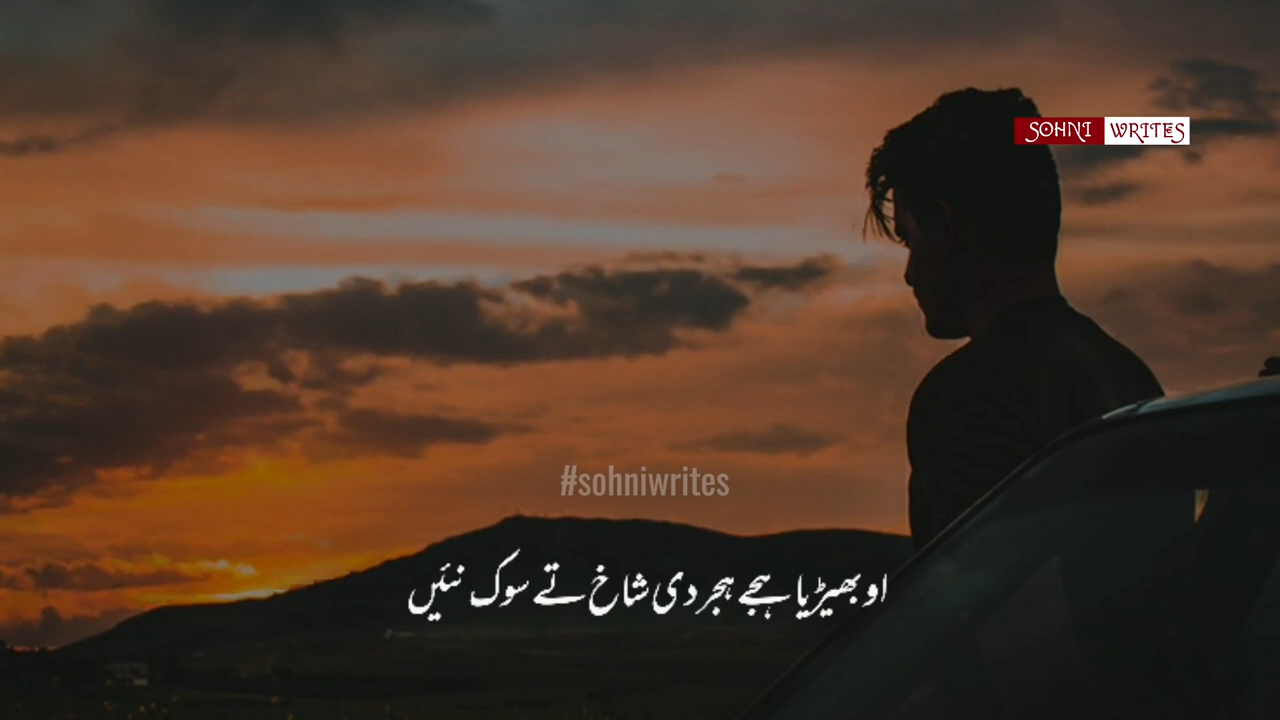 SOHNI WRITES
#sohniwrites
او بھیڑیا ہجے ہجر دی شاخ تے سوک نئیں